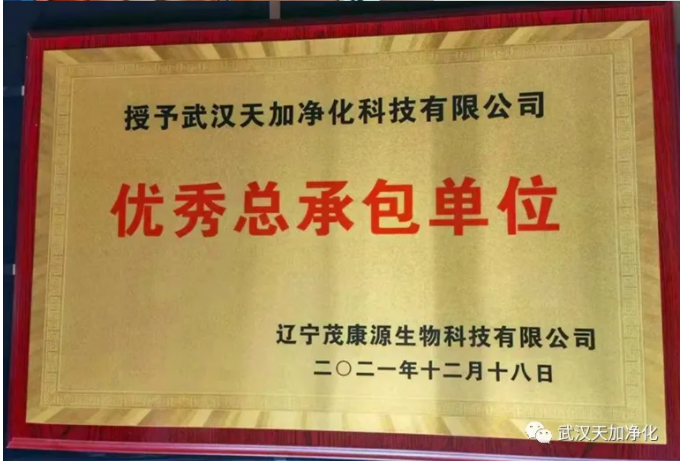 授予武汉天加净化科技有限公司
优秀总承包单位
辽宁茂康源生物科技有限公司
二〇二一年十二月十八日
武汉天加净化